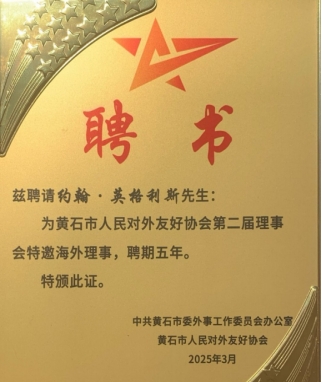 聘书
兹聘请约翰·英格利斯先生：
为黄石市人民对外友好协会第二届理事
会特邀海外理事，聘期五年。
特颁此证。
中共黄石市委外事工作委员会办公室
黄石市人民对外友好协会
2025年3月